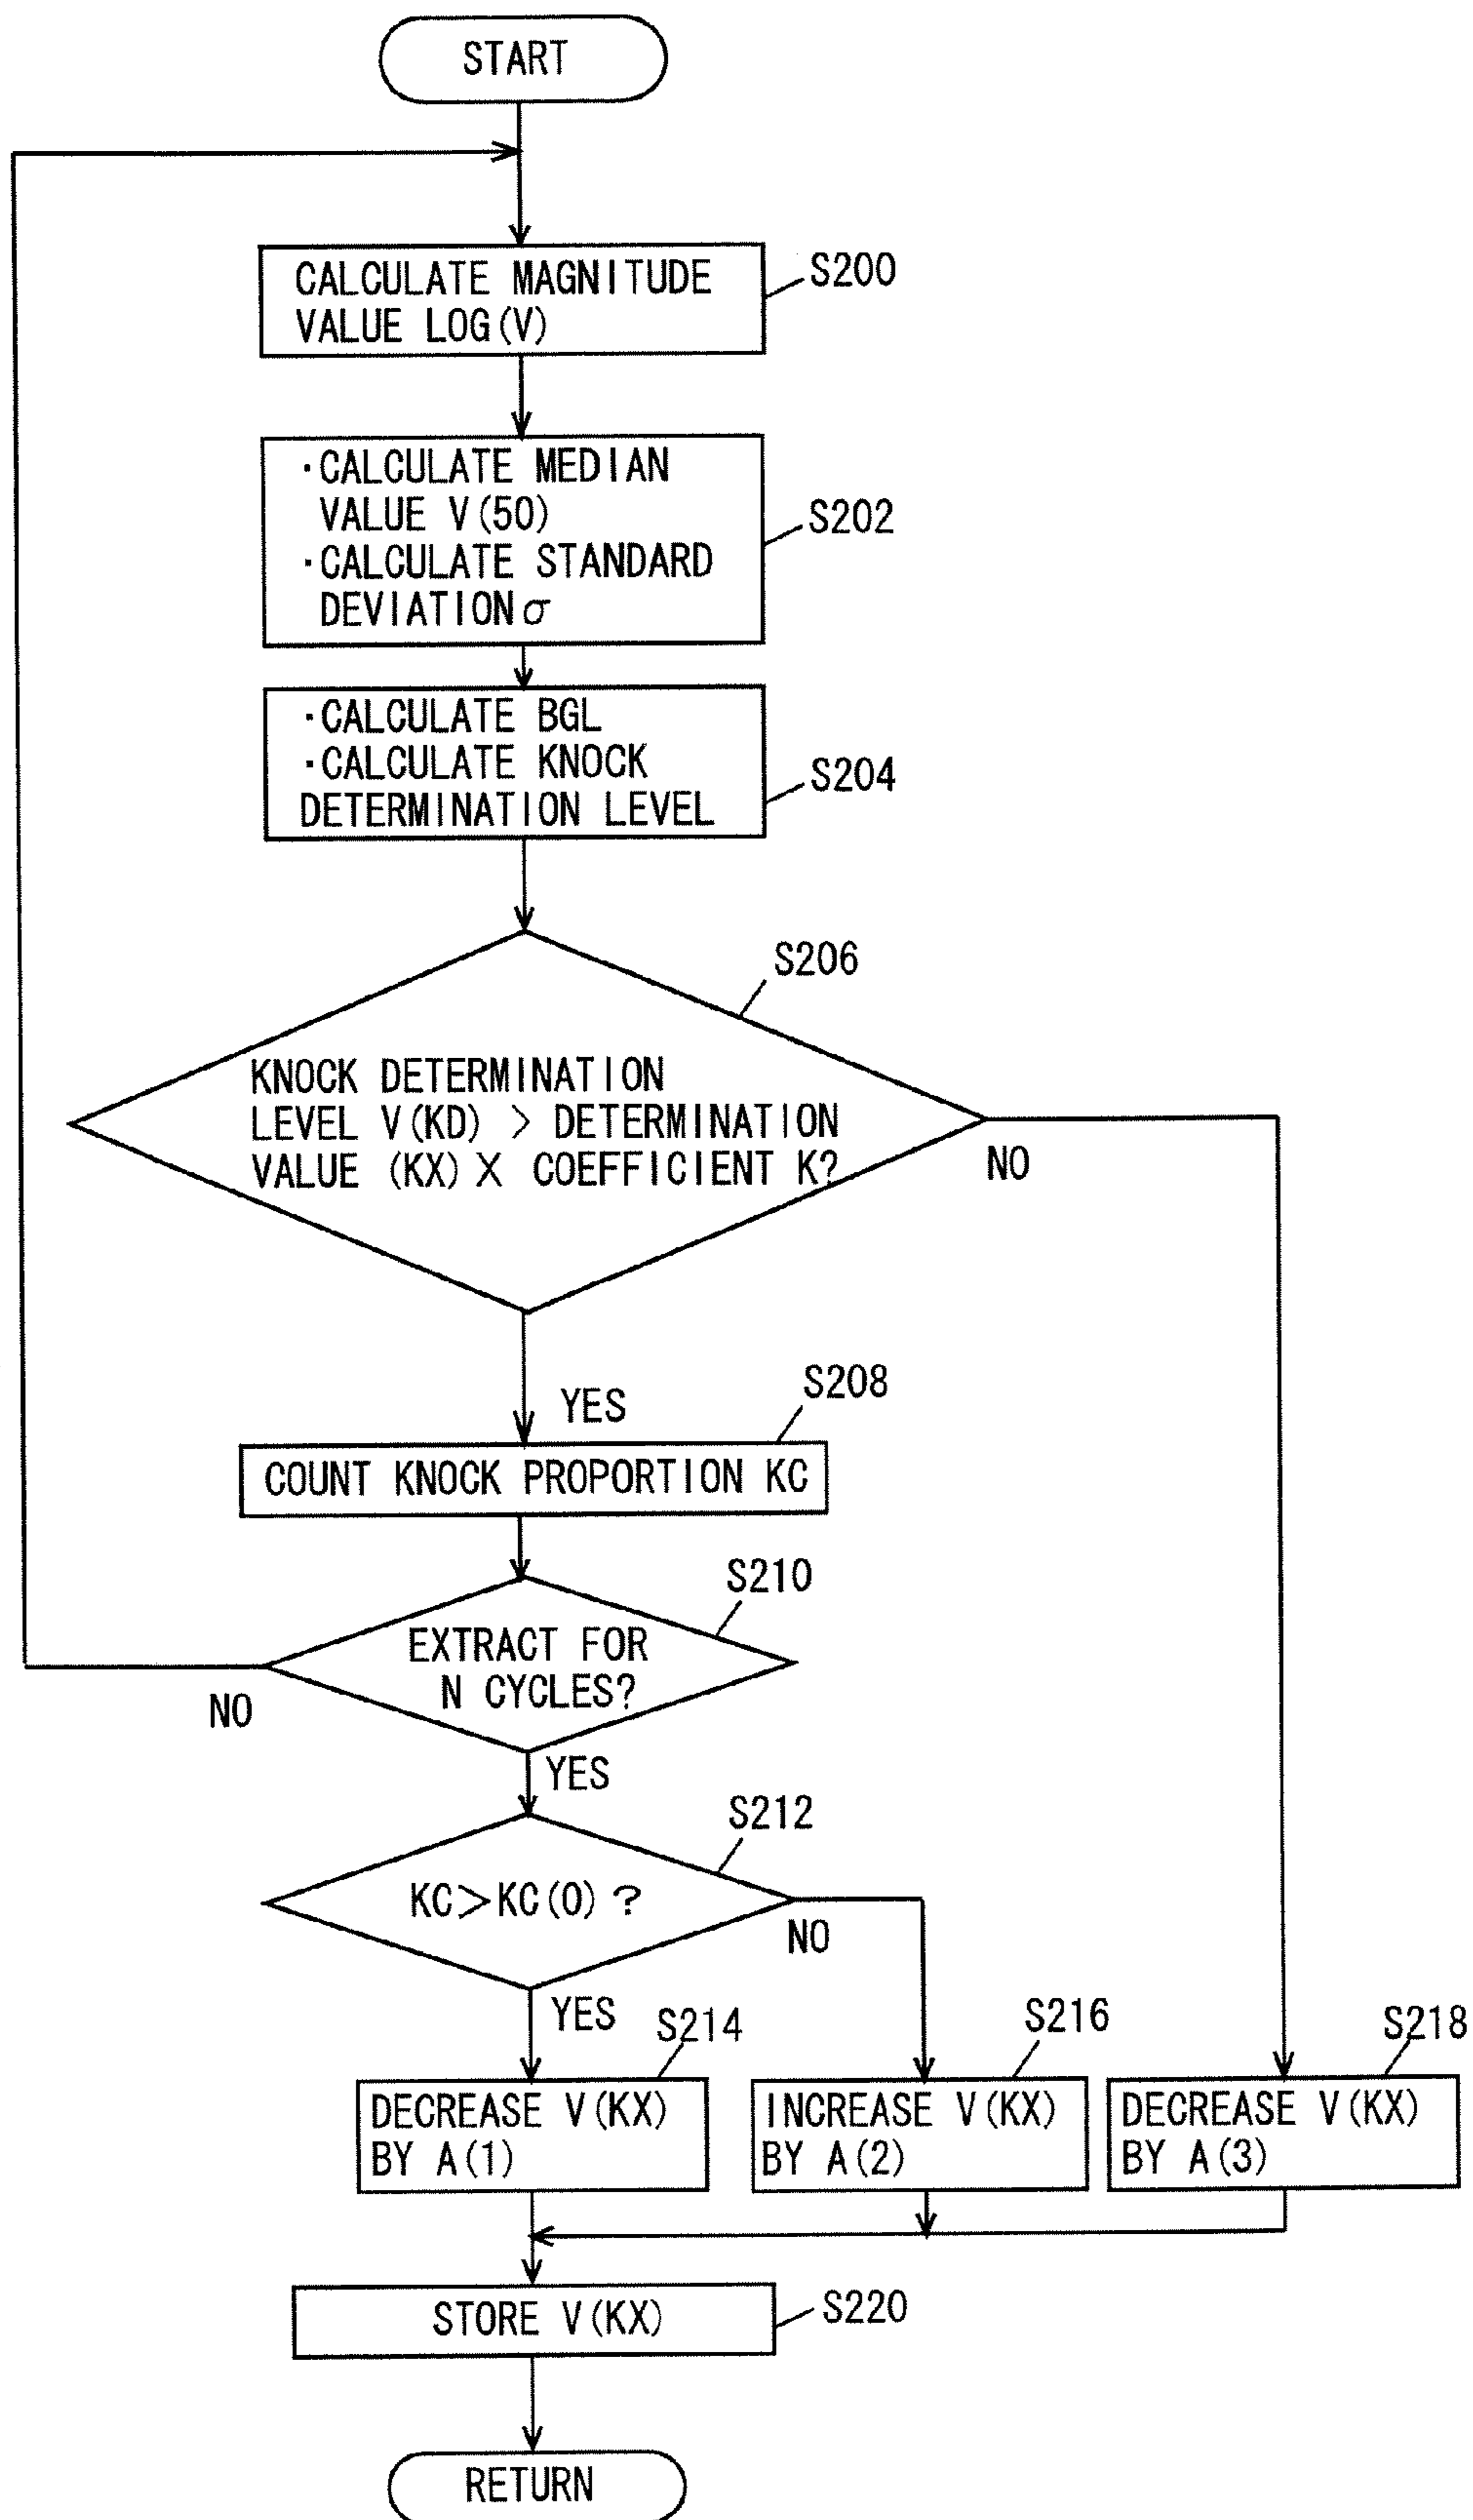 START
CALCULATE MAGNITUDE
VALUE LOG(V)
S200
·CALCULATE MEDIAN
VALUE V(50)
·CALCULATE STANDARD
DEVIATION σ
S202
·CALCULATE BGL
·CALCULATE KNOCK
DETERMINATION LEVEL
S204
S206
KNOCK DETERMINATION
LEVEL V(KD) > DETERMINATION
VALUE (KX) X COEFFICIENT K?
NO
YES
S208
COUNT KNOCK PROPORTION KC
S210
EXTRACT FOR
N CYCLES?
NO
YES
S212
KC>KC(0)?
NO
YES
S214
DECREASE V(KX)
BY A(1)
S216
INCREASE V(KX)
BY A(2)
S218
DECREASE V(KX)
BY A(3)
STORE V(KX)
S220
RETURN